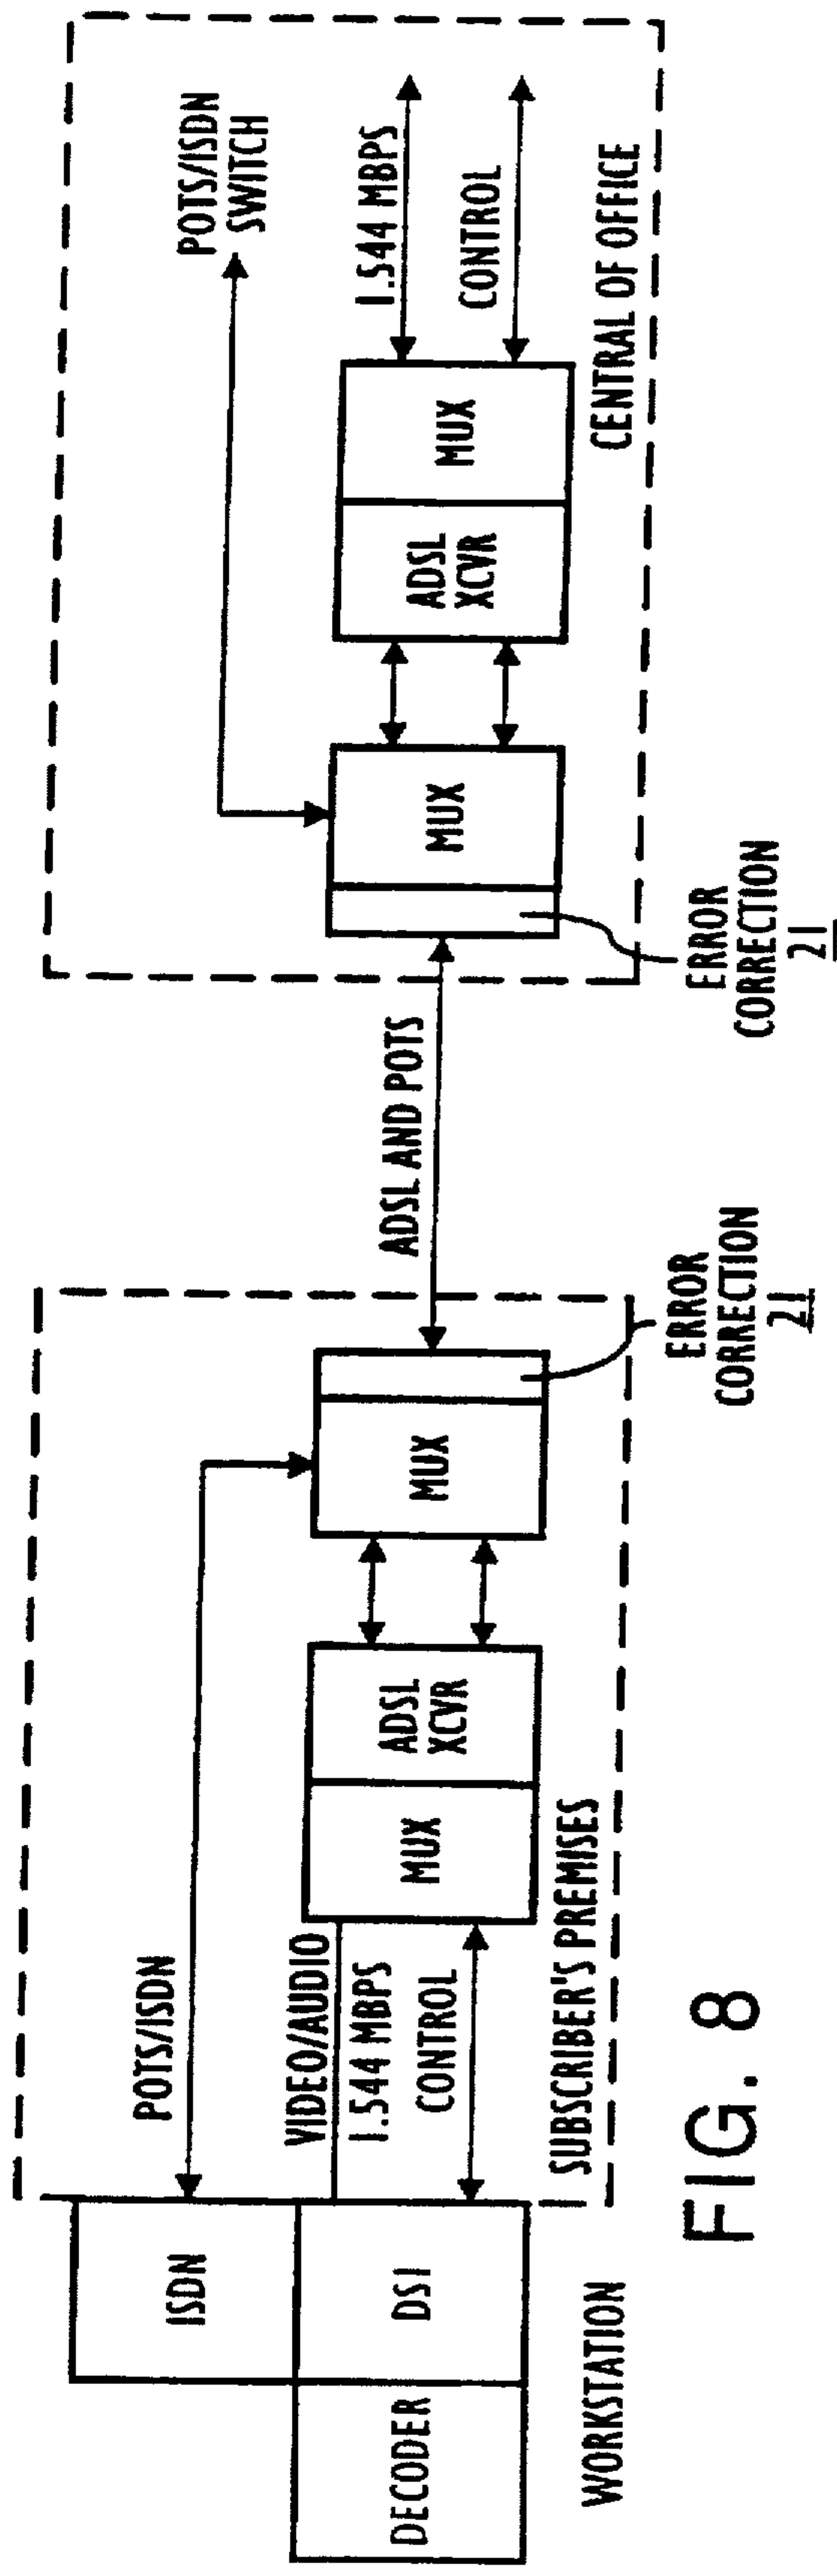 POTS/ISDN
SWITCH
1.544 MBPS
CONTROL
MUX
ADSL
XCVR
MUX
CENTRAL OF OFFICE
ERROR
CORRECTION
21
ADSL AND POTS
ERROR
CORRECTION
21
MUX
ADSL
XCVR
MUX
SUBSCRIBER'S PREMISES
POTS/ISDN
VIDEO/AUDIO
1.544 MBPS
CONTROL
ISDN
DSI
DECODER
WORKSTATION
FIG. 8